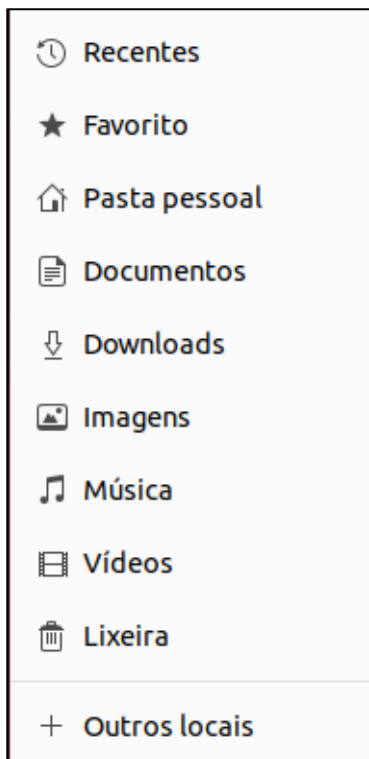 Recentes
Favorito
Pasta pessoal
Documentos
Downloads
Imagens
Música
Vídeos
Lixeira
Outros locais